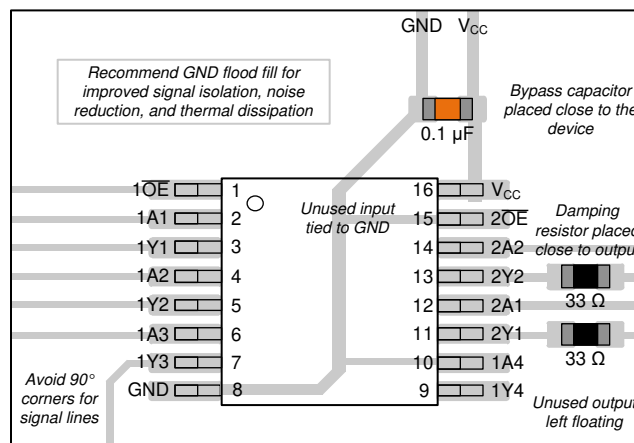 GND VCC
Recommend GND flood fill for
improved signal isolation, noise
reduction, and thermal dissipation
Bypass capacitor
placed close to the
device
0.1 µF
1O̅E̅ 1 16 VCC
1A1 2 15 2O̅E̅
1Y1 3 14 2A2
1A2 4 13 2Y2
1Y2 5 12 2A1
1A3 6 11 2Y1
1Y3 7 10 1A4
GND 8 9 1Y4
Unused input
tied to GND
Damping
resistor placed
close to output
33 Ω
33 Ω
Avoid 90°
corners for
signal lines
Unused output
left floating